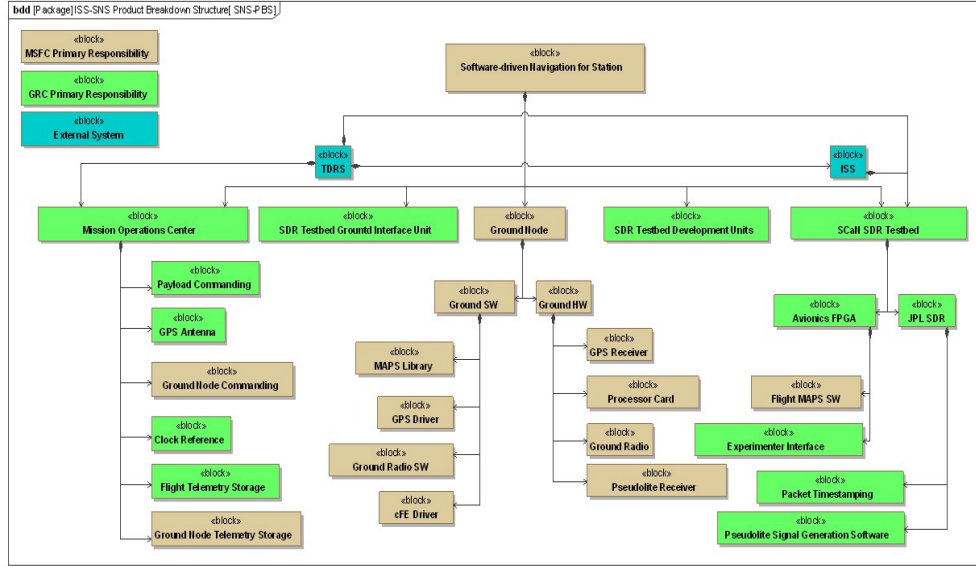 bdd [Package]ISS-SNS Product Breakdown Structure[ SNS-PBS]
«block»
MSFC Primary Responsibility
«block»
GRC Primary Responsibility
«block»
External System
«block»
Software-driven Navigation for Station
«block»
TDRS
«block»
ISS
«block»
Mission Operations Center
«block»
SDR Testbed Grountd Interface Unit
«block»
Ground Node
«block»
SDR Testbed Development Units
«block»
SCaN SDR Testbed
«block»
Payload Commanding
«block»
GPS Antenna
«block»
Ground Node Commanding
«block»
Clock Reference
«block»
Flight Telemetry Storage
«block»
Ground Node Telemetry Storage
«block»
Ground SW
«block»
Ground HW
«block»
MAPS Library
«block»
GPS Driver
«block»
Ground Radio SW
«block»
cFE Driver
«block»
GPS Receiver
«block»
Processor Card
«block»
Ground Radio
«block»
Pseudolite Receiver
«block»
Avionics FPGA
«block»
JPL SDR
«block»
Flight MAPS SW
«block»
Experimenter Interface
«block»
Packet Timestamping
«block»
Pseudolite Signal Generation Software